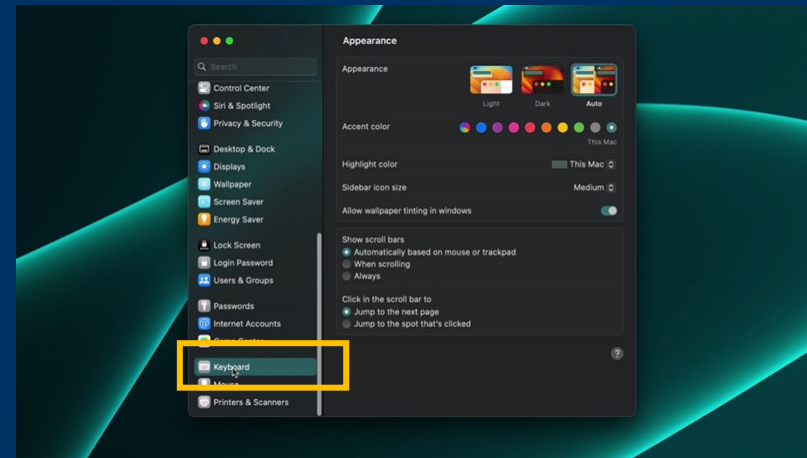 Appearance
Search
Control Center
Siri & Spotlight
Privacy & Security
Desktop & Dock
Displays
Wallpaper
Screen Saver
Energy Saver
Lock Screen
Login Password
Users & Groups
Passwords
Internet Accounts
Game Center
Keyboard
Mouse
Printers & Scanners
Appearance
Light
Dark
Auto
Accent color
This Mac
Highlight color
This Mac
Sidebar icon size
Medium
Allow wallpaper tinting in windows
Show scroll bars
Automatically based on mouse or trackpad
When scrolling
Always
Click in the scroll bar to
Jump to the next page
Jump to the spot that's clicked
?